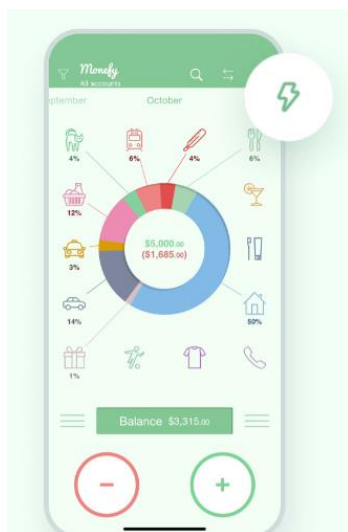 Monefy
All accounts
eptember October
4% 6% 4% 6%
12%
$5,000.00
($1,685.00)
3%
14% 50%
1%
Balance $3,315.00